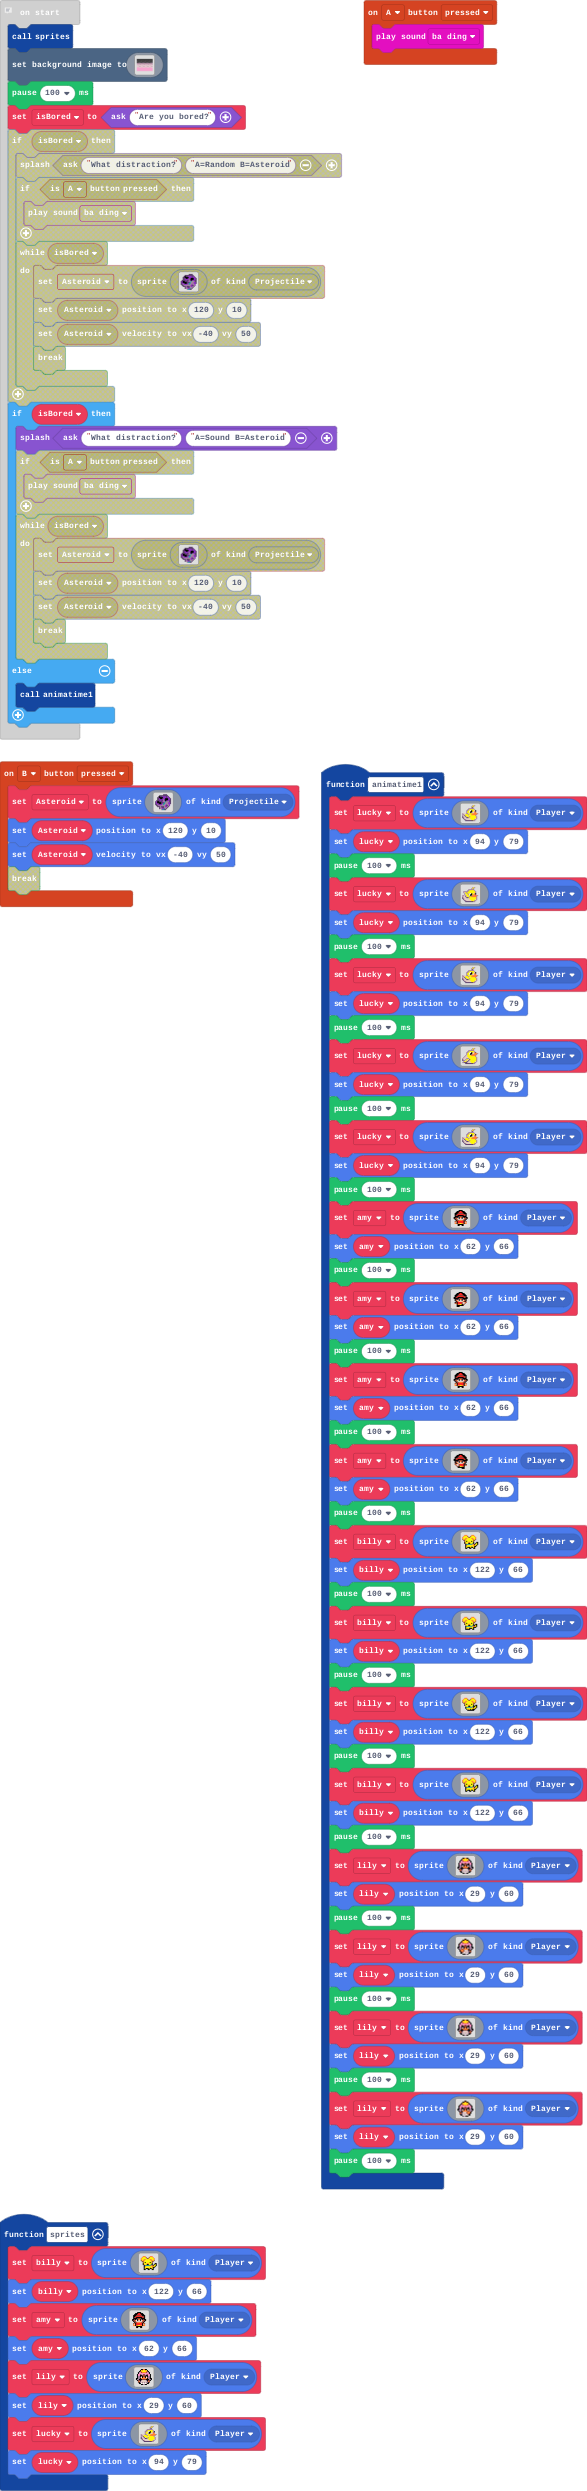 on start
call sprites
set background image to
pause 100 ms
set isBored to ask "Are you bored?"
if isBored then
splash ask "What distraction?" "A=Random B=Asteroid"
if is A button pressed then
play sound ba ding
while isBored
do
set Asteroid to sprite of kind Projectile
set Asteroid position to x 120 y 10
set Asteroid velocity to vx -40 vy 50
break
if isBored then
splash ask "What distraction?" "A=Sound B=Asteroid"
if is A button pressed then
play sound ba ding
while isBored
do
set Asteroid to sprite of kind Projectile
set Asteroid position to x 120 y 10
set Asteroid velocity to vx -40 vy 50
break
else
call animatime1
on A button pressed
play sound ba ding
on B button pressed
set Asteroid to sprite of kind Projectile
set Asteroid position to x 120 y 10
set Asteroid velocity to vx -40 vy 50
break
function animatime1
set lucky to sprite of kind Player
set lucky position to x 94 y 79
pause 100 ms
set lucky to sprite of kind Player
set lucky position to x 94 y 79
pause 100 ms
set lucky to sprite of kind Player
set lucky position to x 94 y 79
pause 100 ms
set lucky to sprite of kind Player
set lucky position to x 94 y 79
pause 100 ms
set lucky to sprite of kind Player
set lucky position to x 94 y 79
pause 100 ms
set amy to sprite of kind Player
set amy position to x 62 y 66
pause 100 ms
set amy to sprite of kind Player
set amy position to x 62 y 66
pause 100 ms
set amy to sprite of kind Player
set amy position to x 62 y 66
pause 100 ms
set amy to sprite of kind Player
set amy position to x 62 y 66
pause 100 ms
set billy to sprite of kind Player
set billy position to x 122 y 66
pause 100 ms
set billy to sprite of kind Player
set billy position to x 122 y 66
pause 100 ms
set billy to sprite of kind Player
set billy position to x 122 y 66
pause 100 ms
set billy to sprite of kind Player
set billy position to x 122 y 66
pause 100 ms
set lily to sprite of kind Player
set lily position to x 29 y 60
pause 100 ms
set lily to sprite of kind Player
set lily position to x 29 y 60
pause 100 ms
set lily to sprite of kind Player
set lily position to x 29 y 60
pause 100 ms
set lily to sprite of kind Player
set lily position to x 29 y 60
pause 100 ms
function sprites
set billy to sprite of kind Player
set billy position to x 122 y 66
set amy to sprite of kind Player
set amy position to x 62 y 66
set lily to sprite of kind Player
set lily position to x 29 y 60
set lucky to sprite of kind Player
set lucky position to x 94 y 79